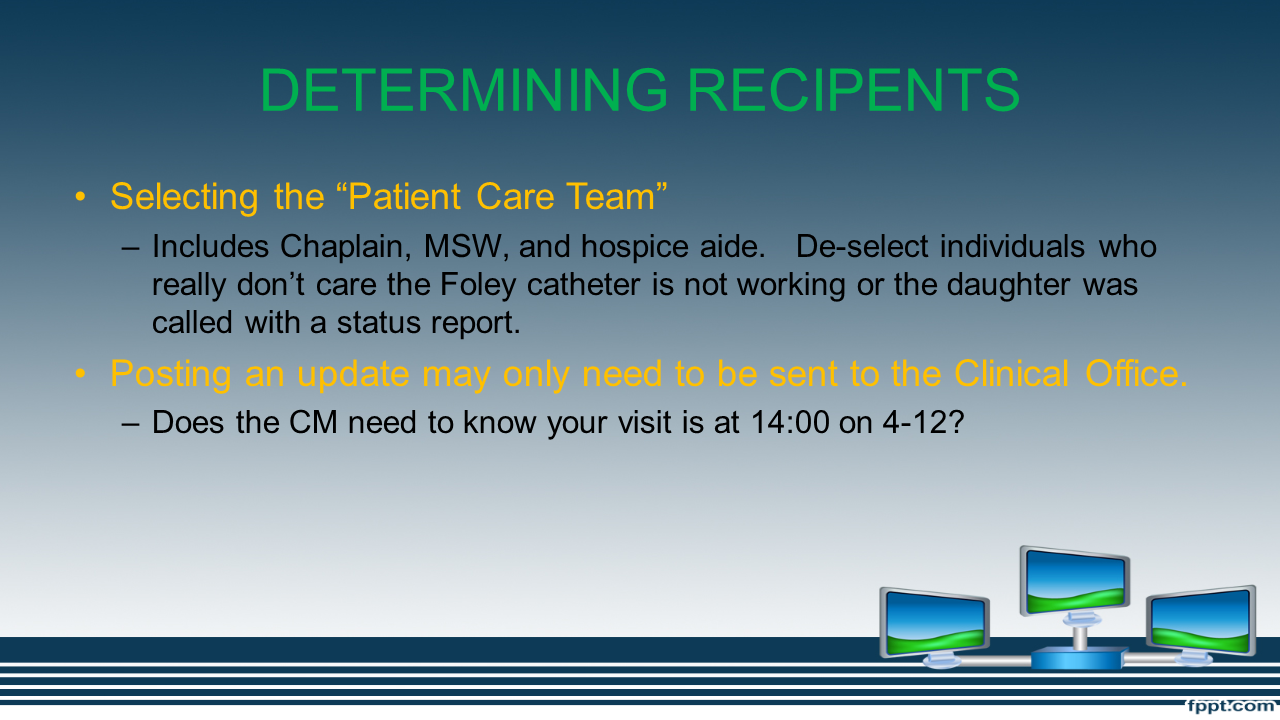 DETERMINING RECIPENTS
• Selecting the “Patient Care Team”
– Includes Chaplain, MSW, and hospice aide.   De-select individuals who
really don’t care the Foley catheter is not working or the daughter was
called with a status report.
• Posting an update may only need to be sent to the Clinical Office.
– Does the CM need to know your visit is at 14:00 on 4-12?
fppt.com